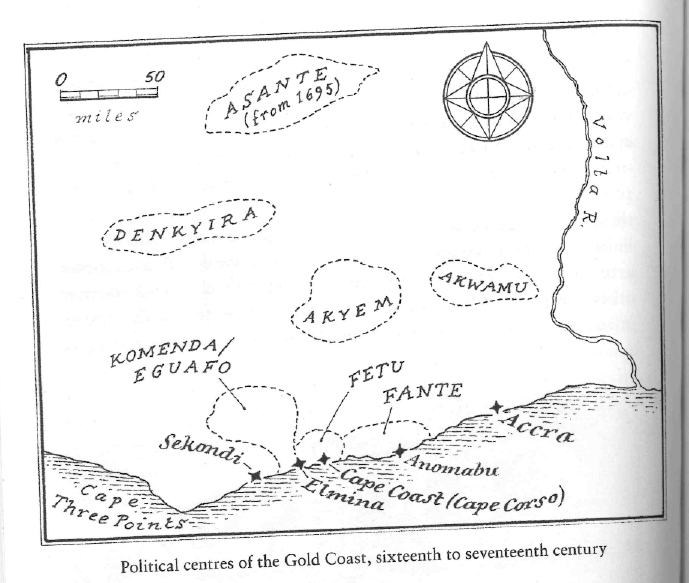 0 50
miles
ASANTE
(from 1695)
Volta R.
DENKYIRA
AKYEM
AKWAMU
KOMENDA/
EGUAFO
FETU
FANTE
Sekondi
Accra
Anomabu
Cape Coast (Cape Corso)
Elmina
Cape
Three Points
Political centres of the Gold Coast, sixteenth to seventeenth century